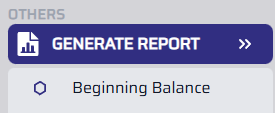 OTHERS
GENERATE REPORT
Beginning Balance